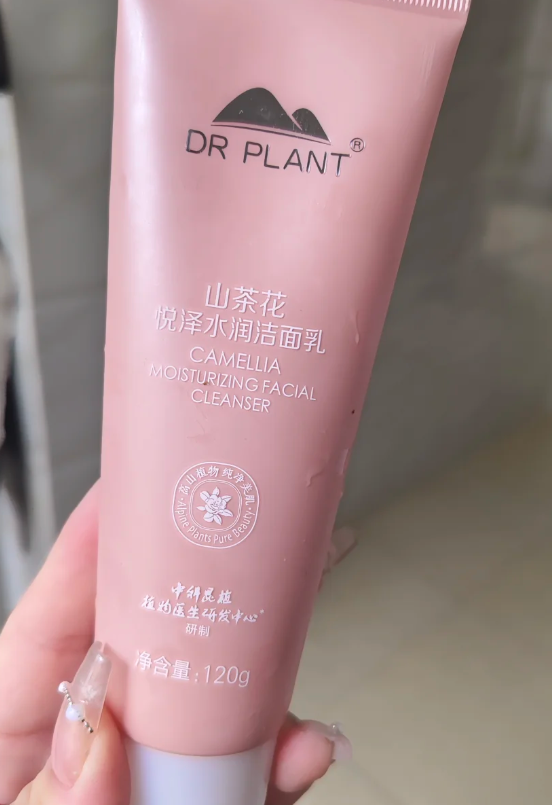 DR PLANT®
山茶花
悦泽水润洁面乳
CAMELLIA
MOISTURIZING FACIAL
CLEANSER
高山植物 纯净美肌
Alpine Plants Pure Beauty
中科昆植
植物医生研发中心
研制
净含量:120g